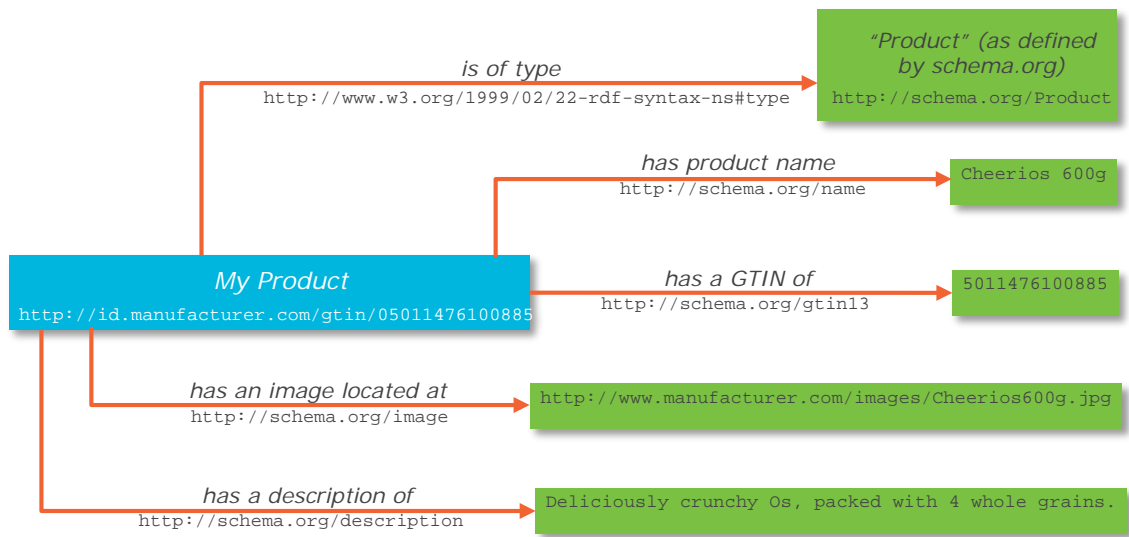 "Product" (as defined
by schema.org)
http://schema.org/Product
is of type
http://www.w3.org/1999/02/22-rdf-syntax-ns#type
has product name
http://schema.org/name
Cheerios 600g
My Product
http://id.manufacturer.com/gtin/05011476100885
has a GTIN of
http://schema.org/gtin13
5011476100885
has an image located at
http://schema.org/image
http://www.manufacturer.com/images/Cheerios600g.jpg
has a description of
http://schema.org/description
Deliciously crunchy Os, packed with 4 whole grains.